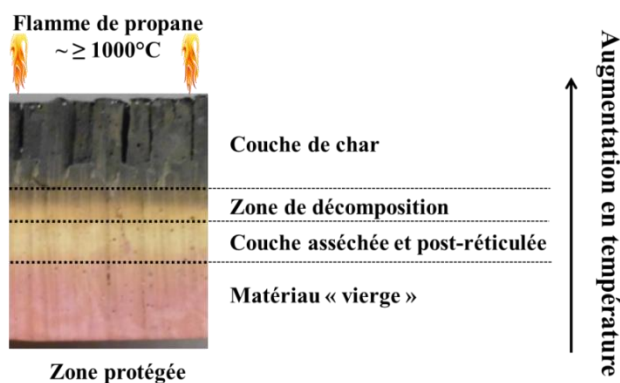 Flamme de propane
~ ≥ 1000°C
Couche de char
Zone de décomposition
Couche asséchée et post-réticulée
Matériau « vierge »
Zone protégée
Augmentation en température